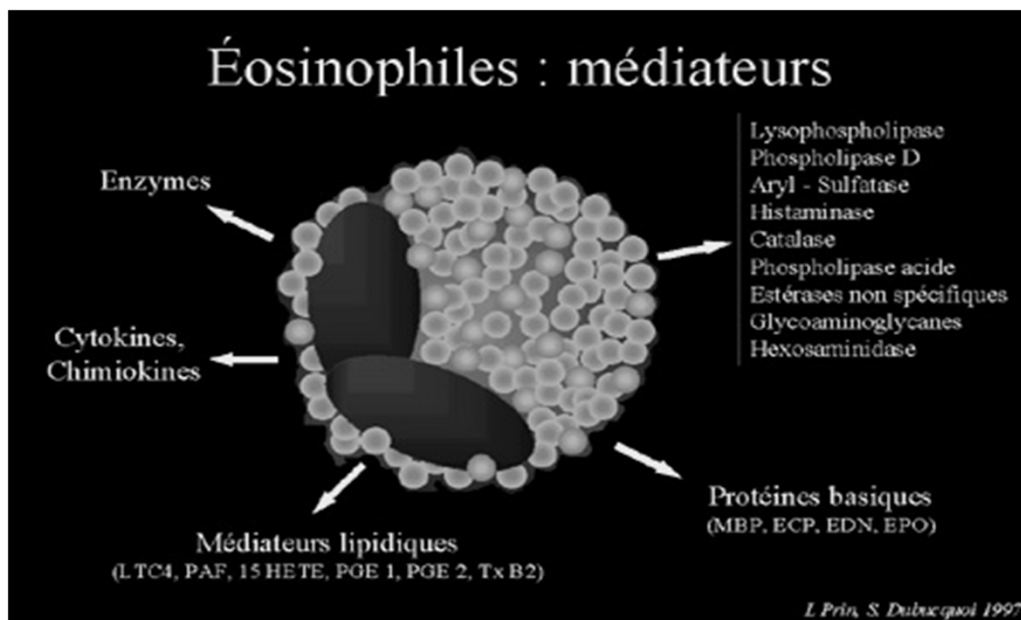 Éosinophiles : médiateurs
Enzymes
Cytokines,
Chimiokines
Médiateurs lipidiques
(LTC4, PAF, 15 HETE, PGE 1, PGE 2, Tx B2)
Lysophospholipase
Phospholipase D
Aryl - Sulfatase
Histaminase
Catalase
Phospholipase acide
Estérases non spécifiques
Glycoaminoglycanes
Hexosaminidase
Protéines basiques
(MBP, ECP, EDN, EPO)
L Prin, S. Dubucquoi 1997